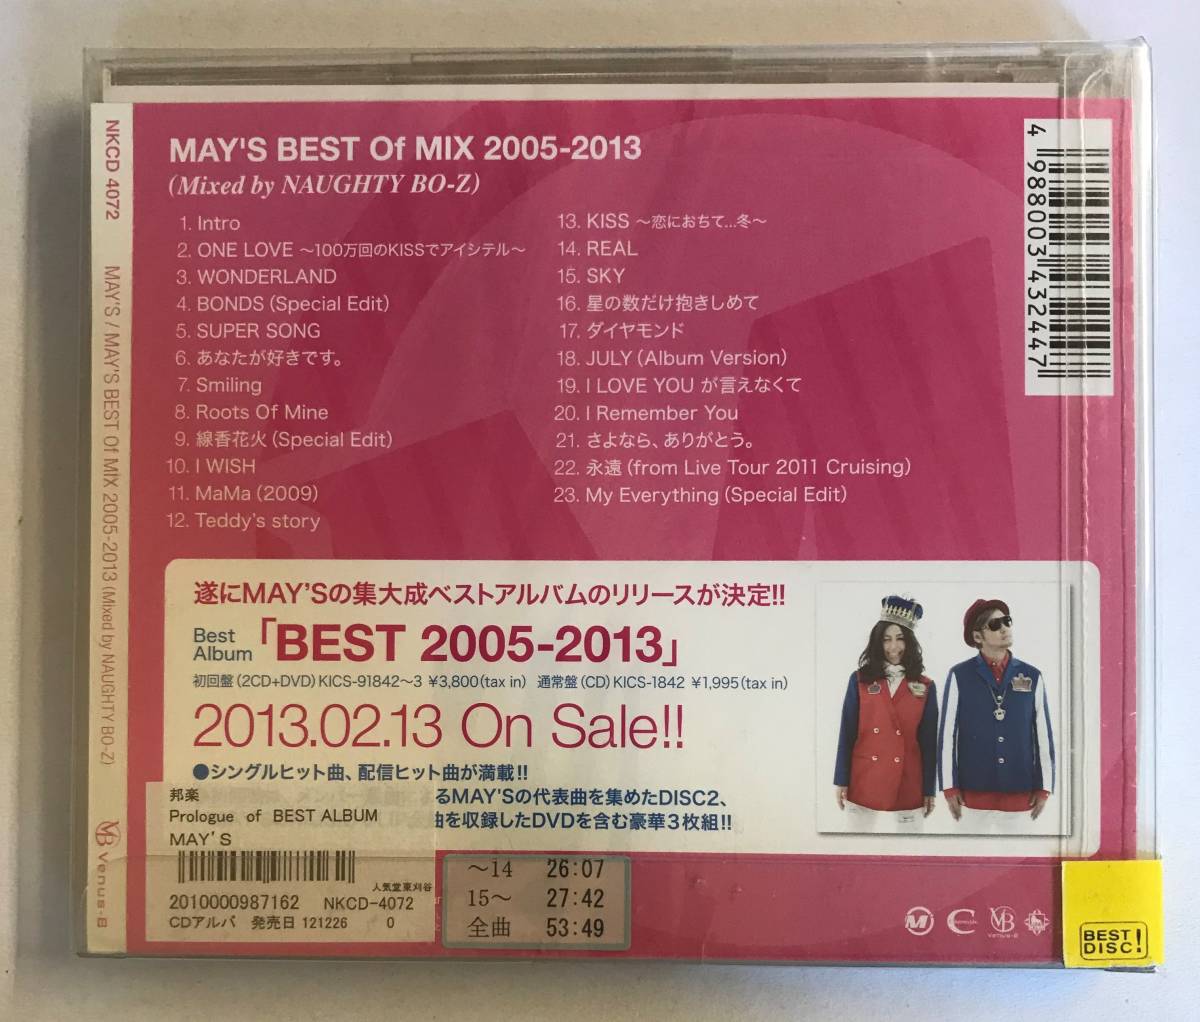 NKCD 4072
MAY'S / MAY'S BEST Of MIX 2005-2013 (Mixed by NAUGHTY BO-Z)
Venus-B
MAY'S BEST Of MIX 2005-2013
(Mixed by NAUGHTY BO-Z)
1. Intro
2. ONE LOVE ～100万回のKISSでアイシテル～
3. WONDERLAND
4. BONDS (Special Edit)
5. SUPER SONG
6. あなたが好きです。
7. Smiling
8. Roots Of Mine
9. 線香花火 (Special Edit)
10. I WISH
11. MaMa (2009)
12. Teddy's story
13. KISS ～恋におちて...冬～
14. REAL
15. SKY
16. 星の数だけ抱きしめて
17. ダイヤモンド
18. JULY (Album Version)
19. I LOVE YOU が言えなくて
20. I Remember You
21. さよなら、ありがとう。
22. 永遠 (from Live Tour 2011 Cruising)
23. My Everything (Special Edit)
4 988003 432447
遂にMAY'Sの集大成ベストアルバムのリリースが決定!!
Best Album「BEST 2005-2013」
初回盤 (2CD+DVD) KICS-91842～3 ¥3,800 (tax in) 通常盤 (CD) KICS-1842 ¥1,995 (tax in)
2013.02.13 On Sale!!
●シングルヒット曲、配信ヒット曲が満載!!
るMAY'Sの代表曲を集めたDISC2、
を収録したDVDを含む豪華3枚組!!
邦楽
Prologue of BEST ALBUM
MAY'S
人気堂東刈谷
2010000987162 NKCD-4072
CDアルバ 発売日 121226 0
～14 26:07
15～ 27:42
全曲 53:49
Venus-B
BEST DISC!